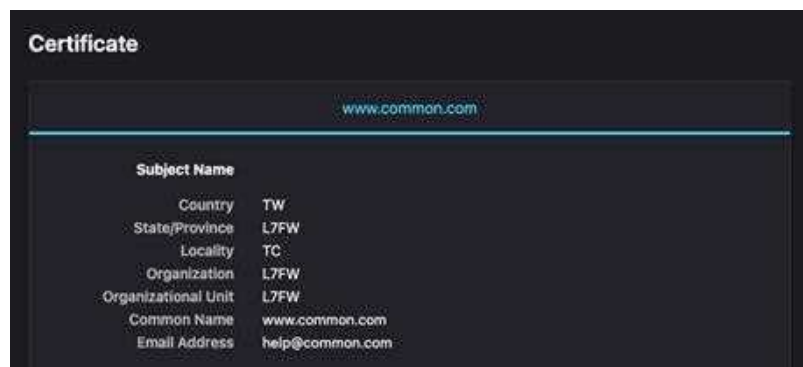 Certificate
www.common.com
Subject Name
Country TW
State/Province L7FW
Locality TC
Organization L7FW
Organizational Unit L7FW
Common Name www.common.com
Email Address help@common.com